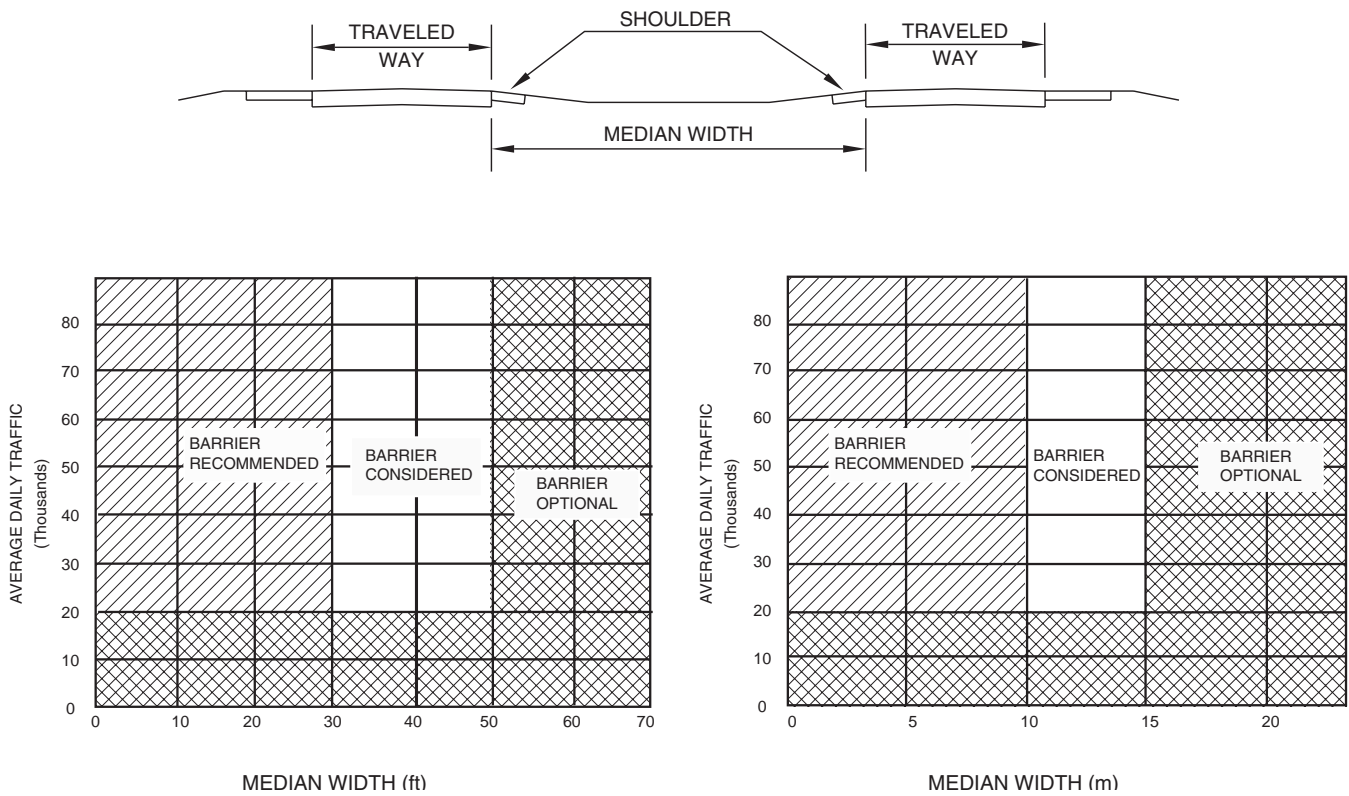 SHOULDER
TRAVELED
WAY
TRAVELED
WAY
MEDIAN WIDTH
AVERAGE DAILY TRAFFIC
(Thousands)
80
70
60
50
40
30
20
10
0
BARRIER
RECOMMENDED
BARRIER
CONSIDERED
BARRIER
OPTIONAL
0 10 20 30 40 50 60 70
MEDIAN WIDTH (ft)
AVERAGE DAILY TRAFFIC
(Thousands)
80
70
60
50
40
30
20
10
0
BARRIER
RECOMMENDED
BARRIER
CONSIDERED
BARRIER
OPTIONAL
0 5 10 15 20
MEDIAN WIDTH (m)